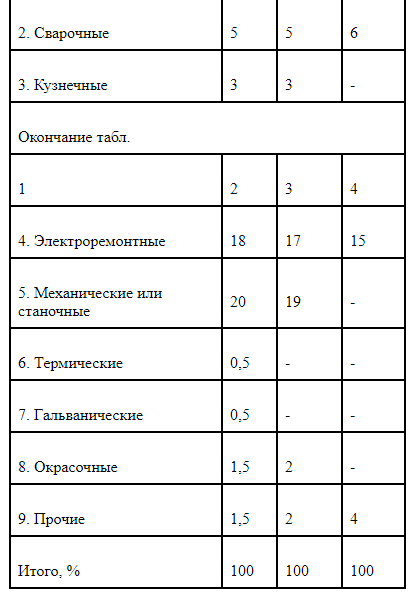 2. Сварочные 5 5 6
3. Кузнечные 3 3 -
Окончание табл.
1 2 3 4
4. Электроремонтные 18 17 15
5. Механические или
станочные 20 19 -
6. Термические 0,5 - -
7. Гальванические 0,5 - -
8. Окрасочные 1,5 2 -
9. Прочие 1,5 2 4
Итого, % 100 100 100